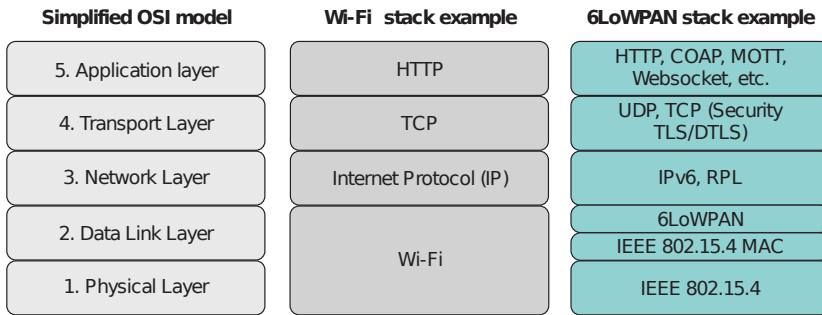 Simplified OSI model
Wi-Fi stack example
6LoWPAN stack example
5. Application layer
HTTP
HTTP, COAP, MOTT,
Websocket, etc.
4. Transport Layer
TCP
UDP, TCP (Security
TLS/DTLS)
3. Network Layer
Internet Protocol (IP)
IPv6, RPL
2. Data Link Layer
Wi-Fi
6LoWPAN
IEEE 802.15.4 MAC
1. Physical Layer
IEEE 802.15.4